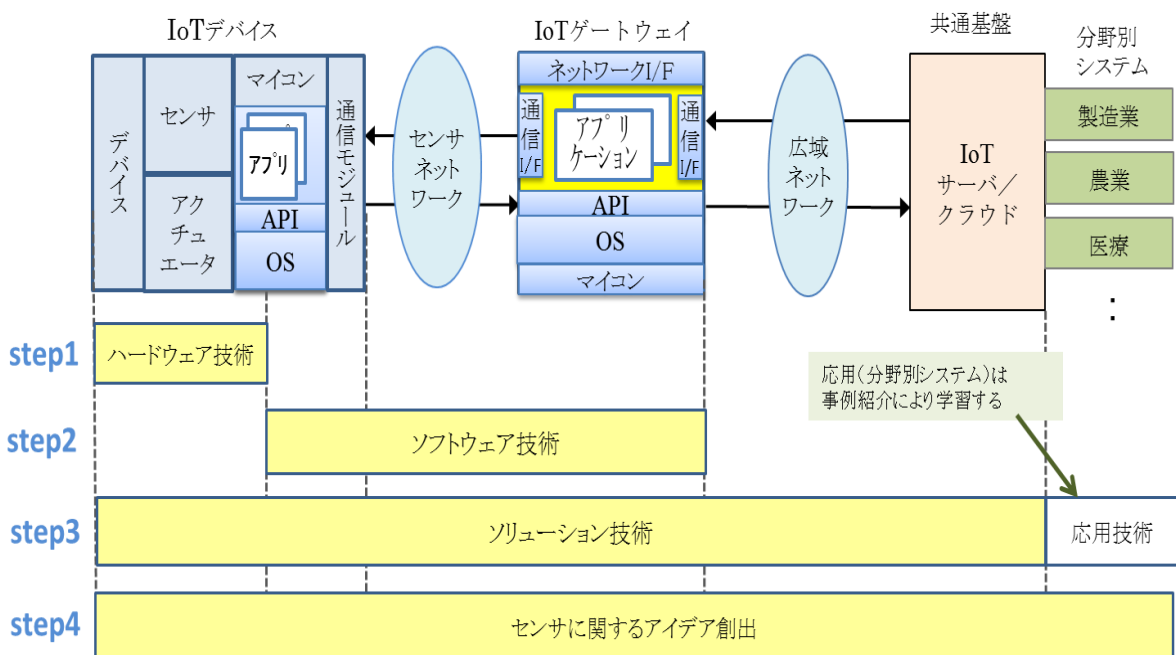 IoTデバイス
IoTゲートウェイ
共通基盤
分野別
システム
デバイス
センサ
アク
チュ
エータ
マイコン
アプリ
API
OS
通信モジュール
センサ
ネット
ワーク
ネットワークI/F
通信
I/F
アプリ
ケーション
通信
I/F
API
OS
マイコン
広域
ネット
ワーク
IoT
サーバ/
クラウド
製造業
農業
医療
:
step1
ハードウェア技術
応用(分野別システム)は
事例紹介により学習する
step2
ソフトウェア技術
step3
ソリューション技術
応用技術
step4
センサに関するアイデア創出